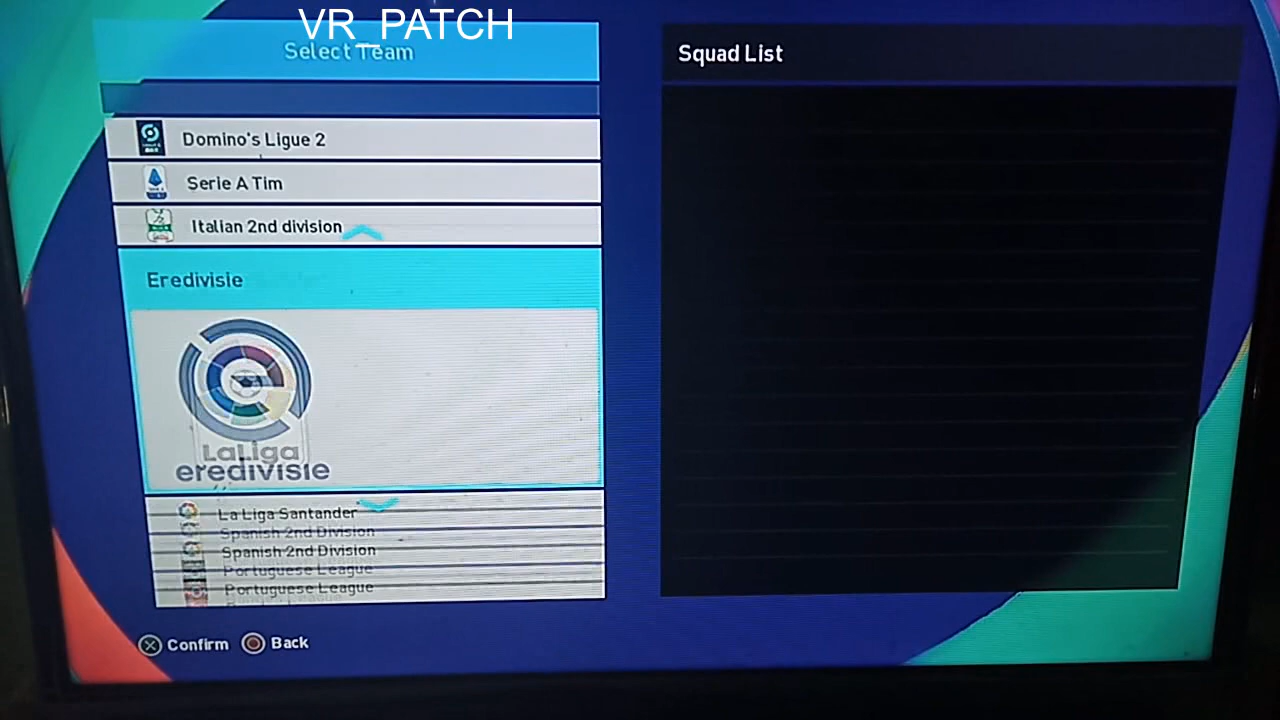 VR_PATCH
Select Team
Squad List
Domino's Ligue 2
Serie A Tim
Italian 2nd division
Eredivisie
LaLiga
eredivisie
La Liga Santander
Spanish 2nd Division
Spanish 2nd Division
Portuguese League
Portuguese League
Confirm
Back